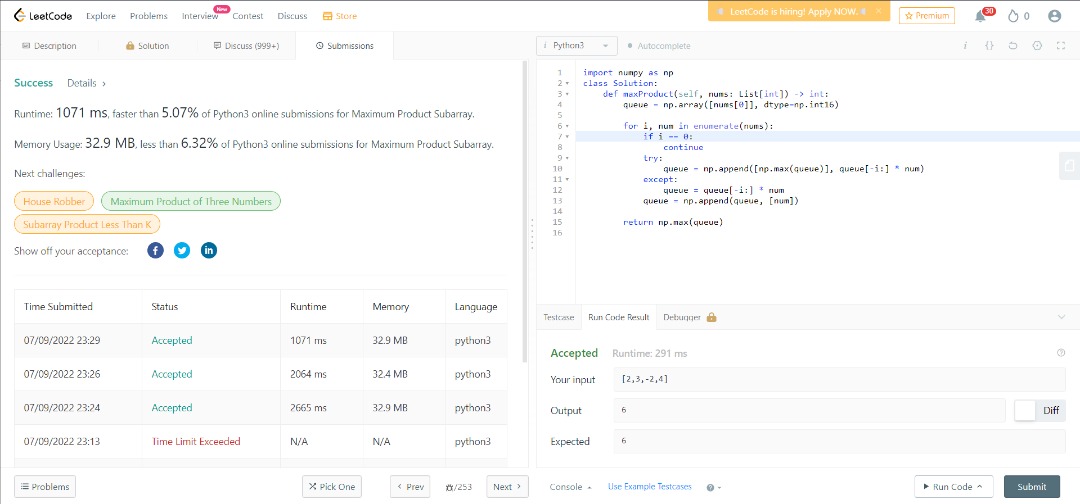 LeetCode Explore Problems Interview New Contest Discuss Store LeetCode is hiring! Apply NOW. × Premium 30 0
Description Solution Discuss (999+) Submissions
i Python3 Autocomplete i {}
Success Details >
Runtime: 1071 ms, faster than 5.07% of Python3 online submissions for Maximum Product Subarray.
Memory Usage: 32.9 MB, less than 6.32% of Python3 online submissions for Maximum Product Subarray.
Next challenges:
House Robber Maximum Product of Three Numbers
Subarray Product Less Than K
Show off your acceptance: f in
Time Submitted Status Runtime Memory Language
07/09/2022 23:29 Accepted 1071 ms 32.9 MB python3
07/09/2022 23:26 Accepted 2064 ms 32.4 MB python3
07/09/2022 23:24 Accepted 2665 ms 32.9 MB python3
07/09/2022 23:13 Time Limit Exceeded N/A N/A python3
1 import numpy as np
2 class Solution:
3 def maxProduct(self, nums: List[int]) -> int:
4 queue = np.array([nums[0]], dtype=np.int16)
5
6 for i, num in enumerate(nums):
7 if i == 0:
8 continue
9 try:
10 queue = np.append([np.max(queue)], queue[-i:] * num)
11 except:
12 queue = queue[-i:] * num
13 queue = np.append(queue, [num])
14
15 return np.max(queue)
16
Testcase Run Code Result Debugger
Accepted Runtime: 291 ms
Your input [2,3,-2,4]
Output 6 Diff
Expected 6
Problems Pick One < Prev /253 Next >
Console Use Example Testcases Run Code Submit